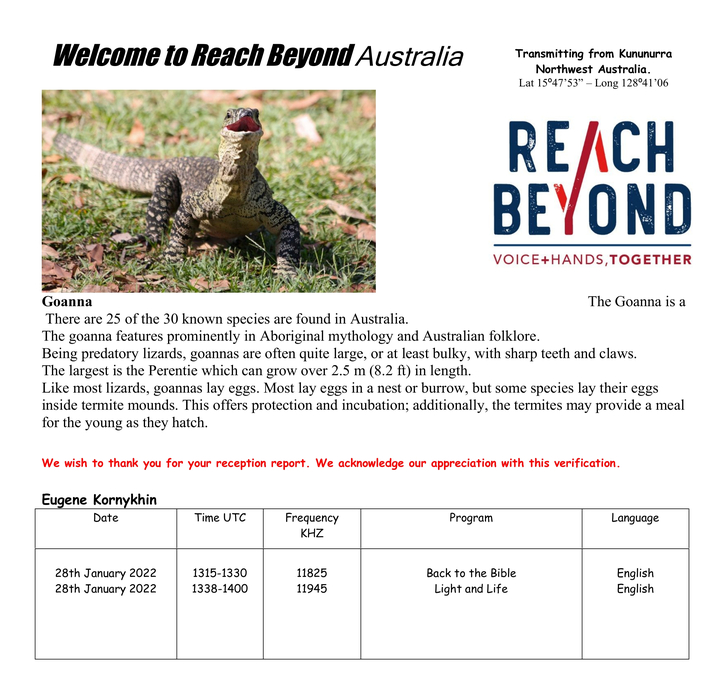 Welcome to Reach Beyond Australia
Transmitting from Kununurra
Northwest Australia.
Lat 15º47'53" – Long 128º41'06
REACH
BEYOND
VOICE+HANDS,TOGETHER
Goanna The Goanna is a
There are 25 of the 30 known species are found in Australia.
The goanna features prominently in Aboriginal mythology and Australian folklore.
Being predatory lizards, goannas are often quite large, or at least bulky, with sharp teeth and claws.
The largest is the Perentie which can grow over 2.5 m (8.2 ft) in length.
Like most lizards, goannas lay eggs. Most lay eggs in a nest or burrow, but some species lay their eggs
inside termite mounds. This offers protection and incubation; additionally, the termites may provide a meal
for the young as they hatch.
We wish to thank you for your reception report. We acknowledge our appreciation with this verification.
Eugene Kornykhin
Date Time UTC Frequency Program Language
KHZ
28th January 2022 1315-1330 11825 Back to the Bible English
28th January 2022 1338-1400 11945 Light and Life English